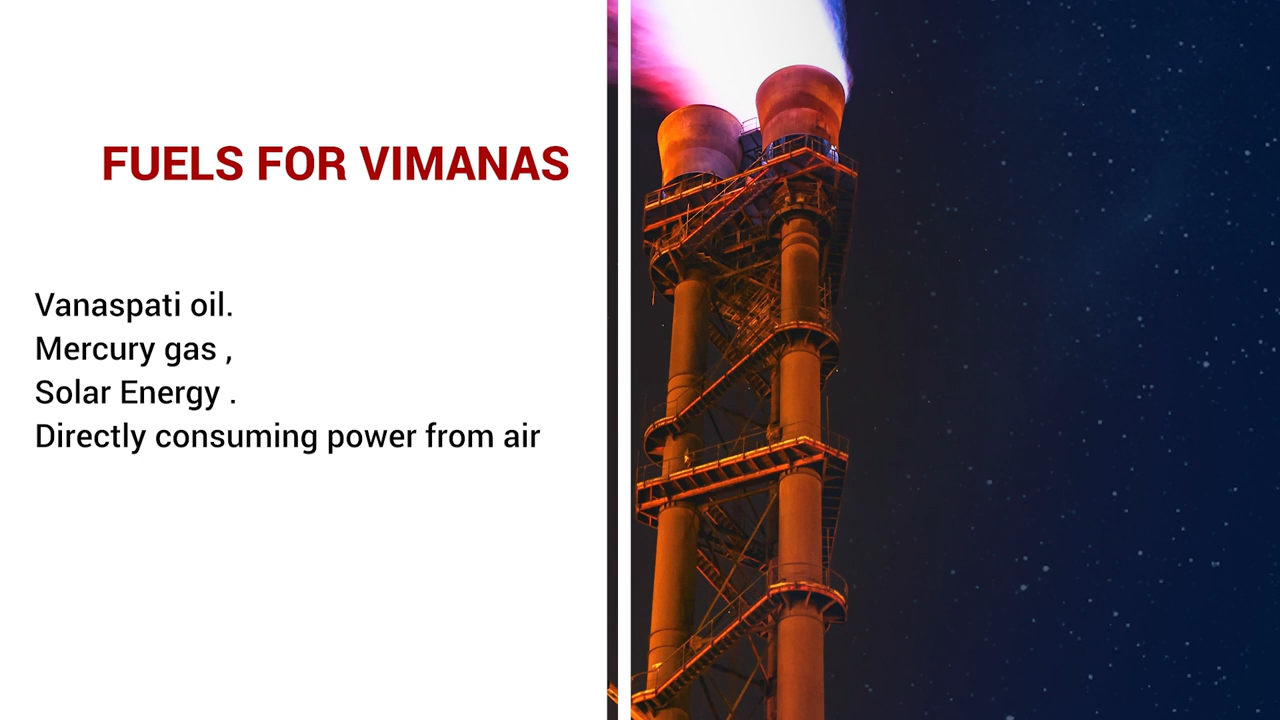 FUELS FOR VIMANAS
Vanaspati oil.
Mercury gas ,
Solar Energy .
Directly consuming power from air